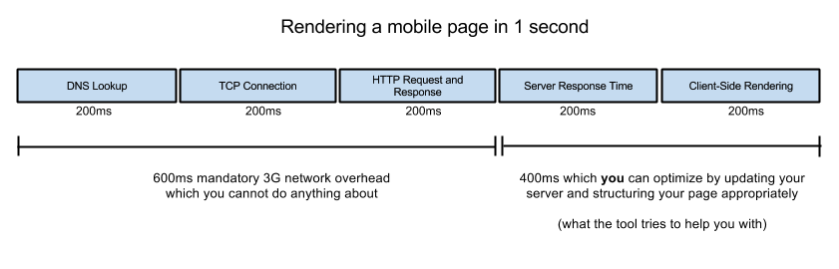 Rendering a mobile page in 1 second
DNS Lookup
TCP Connection
HTTP Request and
Response
Server Response Time
Client-Side Rendering
200ms
200ms
200ms
200ms
200ms
600ms mandatory 3G network overhead
which you cannot do anything about
400ms which you can optimize by updating your
server and structuring your page appropriately
(what the tool tries to help you with)